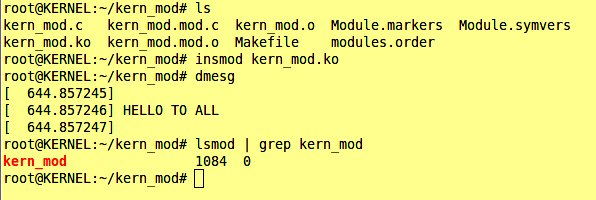 root@KERNEL:~/kern_mod# ls
kern_mod.c   kern_mod.mod.c  kern_mod.o  Module.markers  Module.symvers
kern_mod.ko  kern_mod.mod.o  Makefile    modules.order
root@KERNEL:~/kern_mod# insmod kern_mod.ko
root@KERNEL:~/kern_mod# dmesg
[  644.857245]
[  644.857246] HELLO TO ALL
[  644.857247]
root@KERNEL:~/kern_mod# lsmod | grep kern_mod
kern_mod                1084  0
root@KERNEL:~/kern_mod#